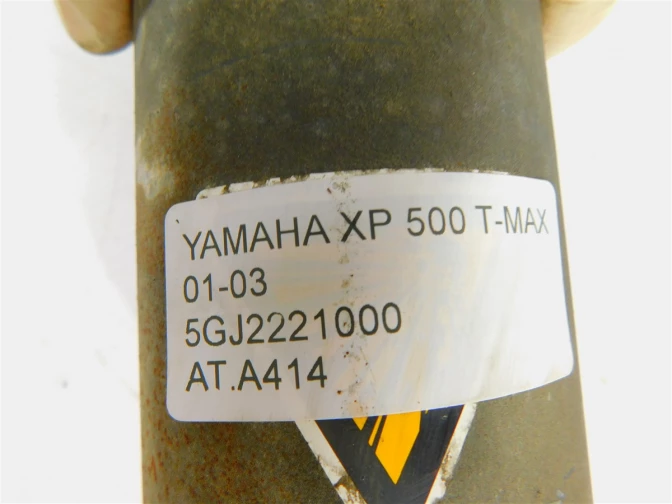 YAMAHA XP 500 T-MAX
01-03
5GJ2221000
AT.A414